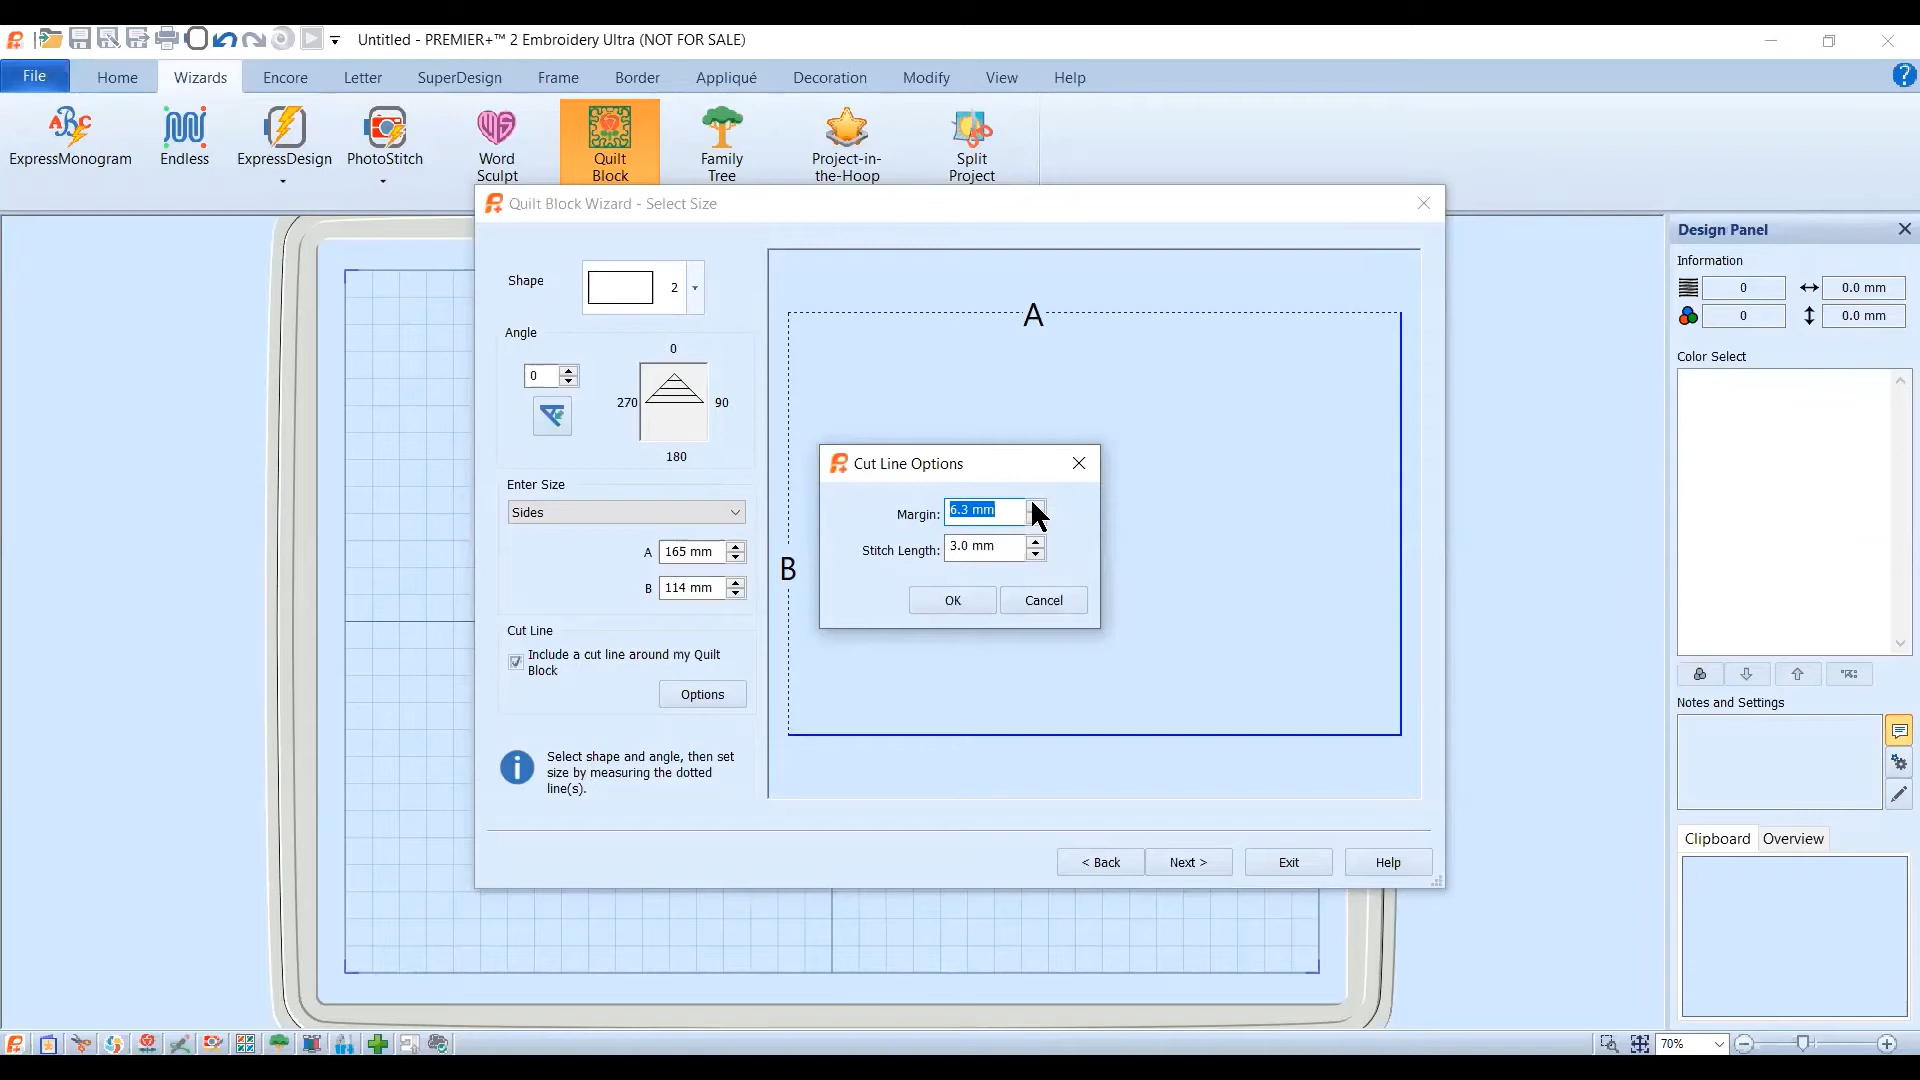 Untitled - PREMIER+™ 2 Embroidery Ultra (NOT FOR SALE)
File Home Wizards Encore Letter SuperDesign Frame Border Appliqué Decoration Modify View Help
ExpressMonogram
Endless
ExpressDesign
PhotoStitch
Word
Sculpt
Quilt
Block
Family
Tree
Project-in-
the-Hoop
Split
Project
Quilt Block Wizard - Select Size
Shape
2
Angle
0
0
270
90
180
Enter Size
Sides
A 165 mm
B 114 mm
Cut Line
Include a cut line around my Quilt
Block
Options
Select shape and angle, then set
size by measuring the dotted
line(s).
A
B
Cut Line Options
Margin: 6.3 mm
Stitch Length: 3.0 mm
OK Cancel
< Back Next > Exit Help
Design Panel
Information
0 0.0 mm
0 0.0 mm
Color Select
Notes and Settings
Clipboard Overview
70%